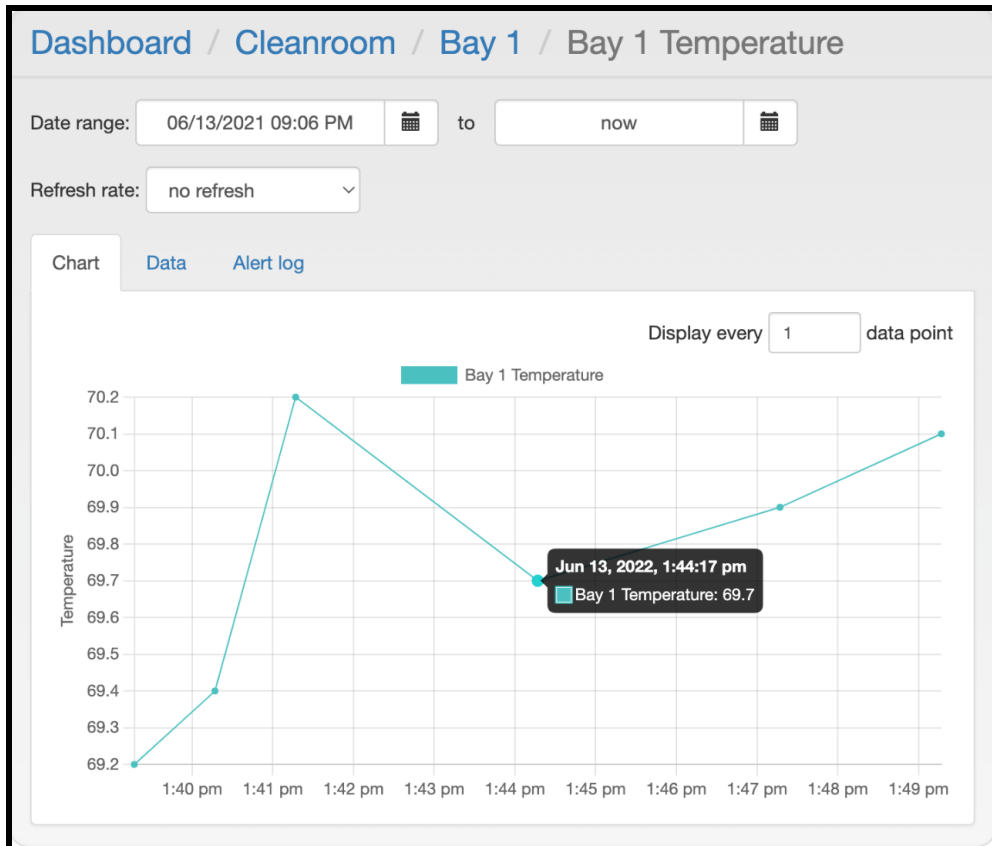 Dashboard / Cleanroom / Bay 1 / Bay 1 Temperature
Date range: 06/13/2021 09:06 PM to now
Refresh rate: no refresh
Chart Data Alert log
Display every 1 data point
Bay 1 Temperature
70.2
70.1
70.0
69.9
69.8
69.7
69.6
69.5
69.4
69.3
69.2
Temperature
Jun 13, 2022, 1:44:17 pm
Bay 1 Temperature: 69.7
1:40 pm 1:41 pm 1:42 pm 1:43 pm 1:44 pm 1:45 pm 1:46 pm 1:47 pm 1:48 pm 1:49 pm